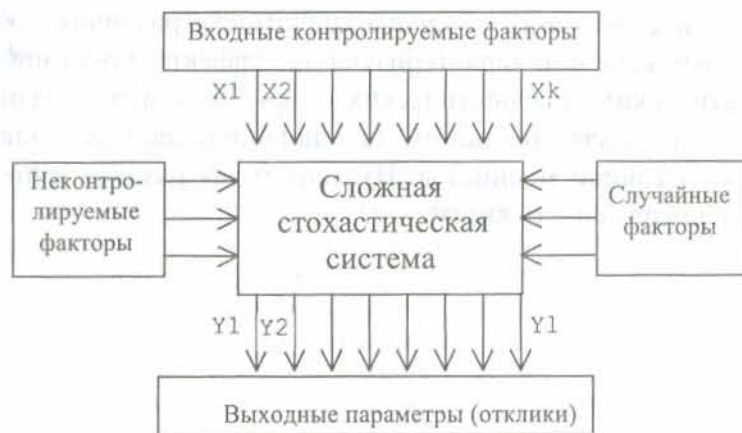 Входные контролируемые факторы
X1 X2 Xk
Неконтро-
лируемые
факторы
Сложная
стохастическая
система
Случайные
факторы
Y1 Y2 Yl
Выходные параметры (отклики)